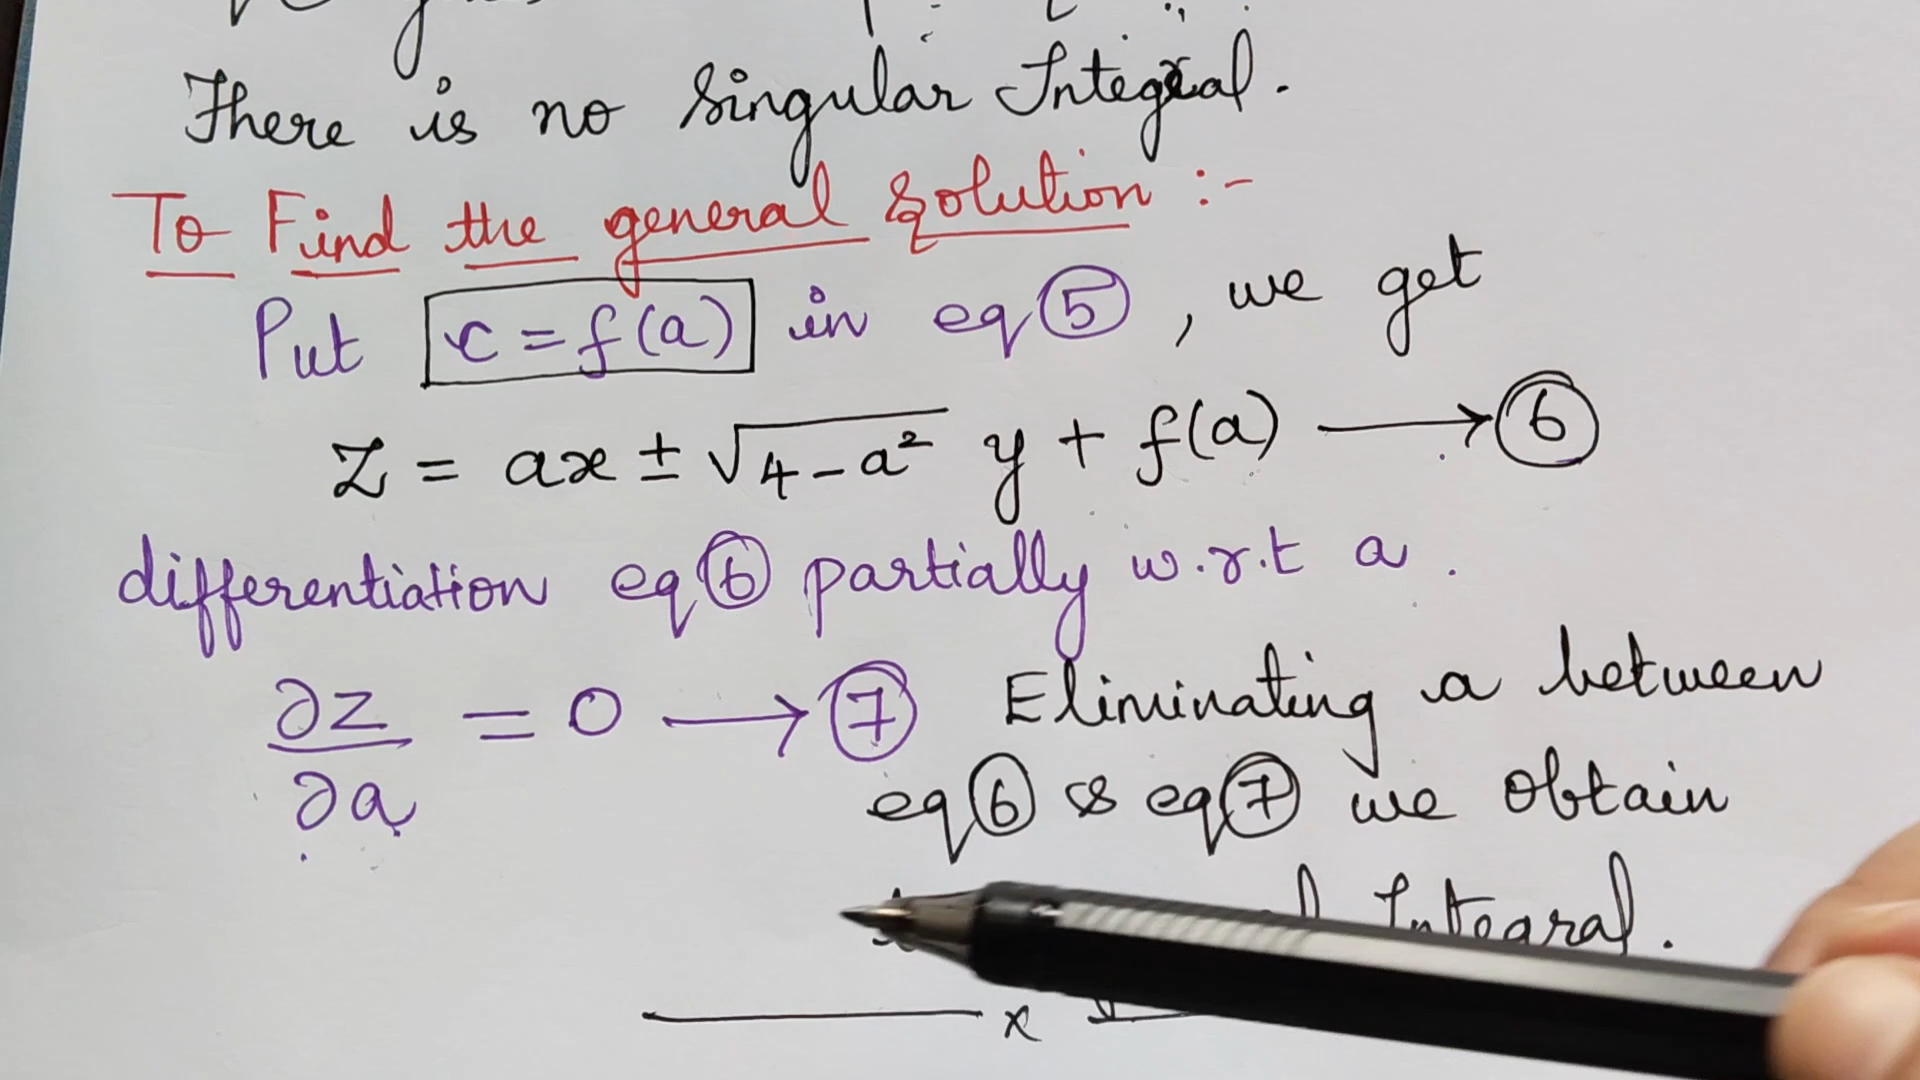 There is no Singular Integral.
To Find the general Solution :-
Put c = f(a) in eq 5 , we get
Z = ax ± √4-a² y + f(a) → 6
differentiation eq 6 partially w.r.t a .
∂z/∂a = 0 → 7 Eliminating a between
eq 6 & eq 7 we obtain
Integral.
x